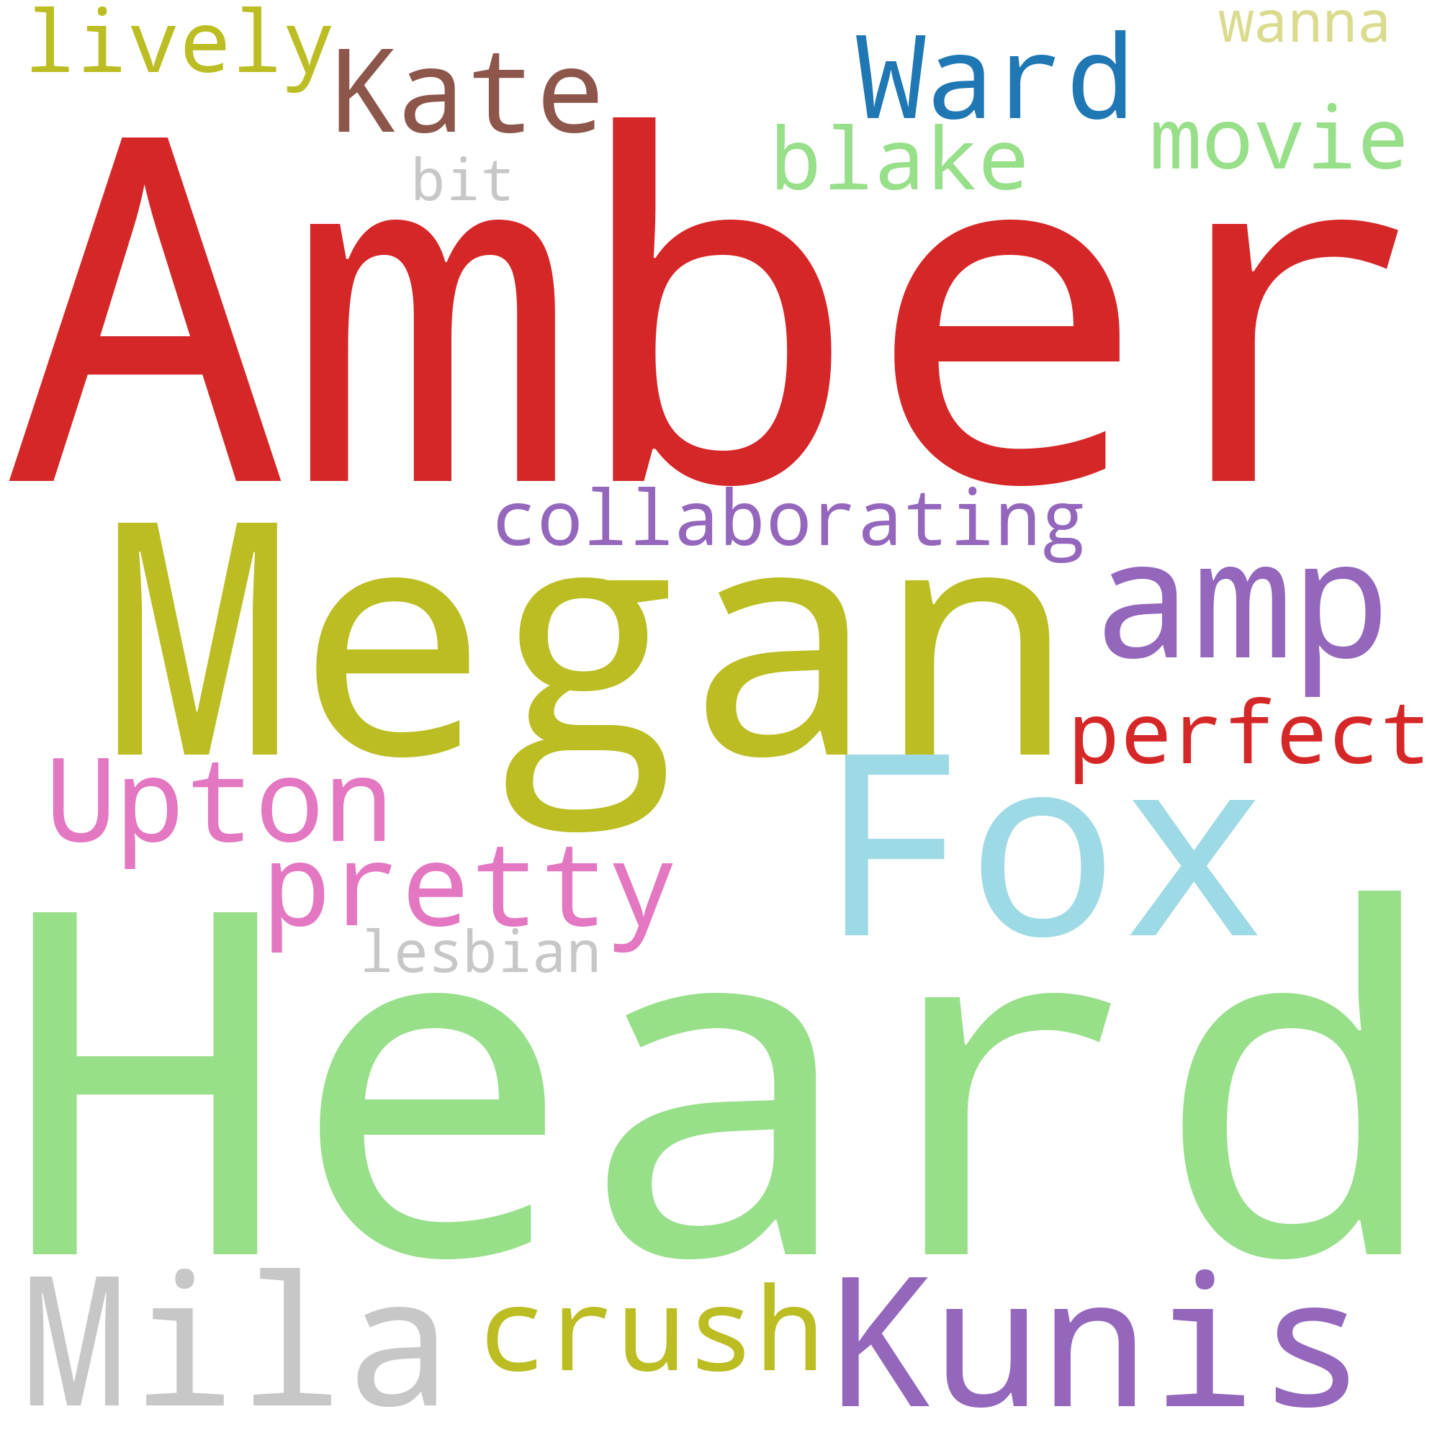 lively
Kate
Ward
wanna
blake
movie
bit
Amber
collaborating
Megan
amp
perfect
Upton
Fox
pretty
lesbian
Heard
Mila
crush
Kunis